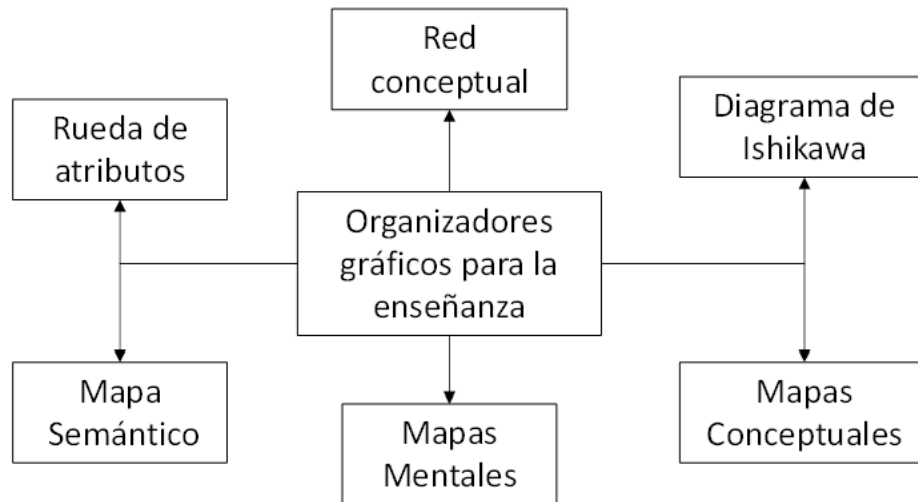 Red
conceptual
Rueda de
atributos
Diagrama de
Ishikawa
Organizadores
gráficos para la
enseñanza
Mapa
Semántico
Mapas
Mentales
Mapas
Conceptuales